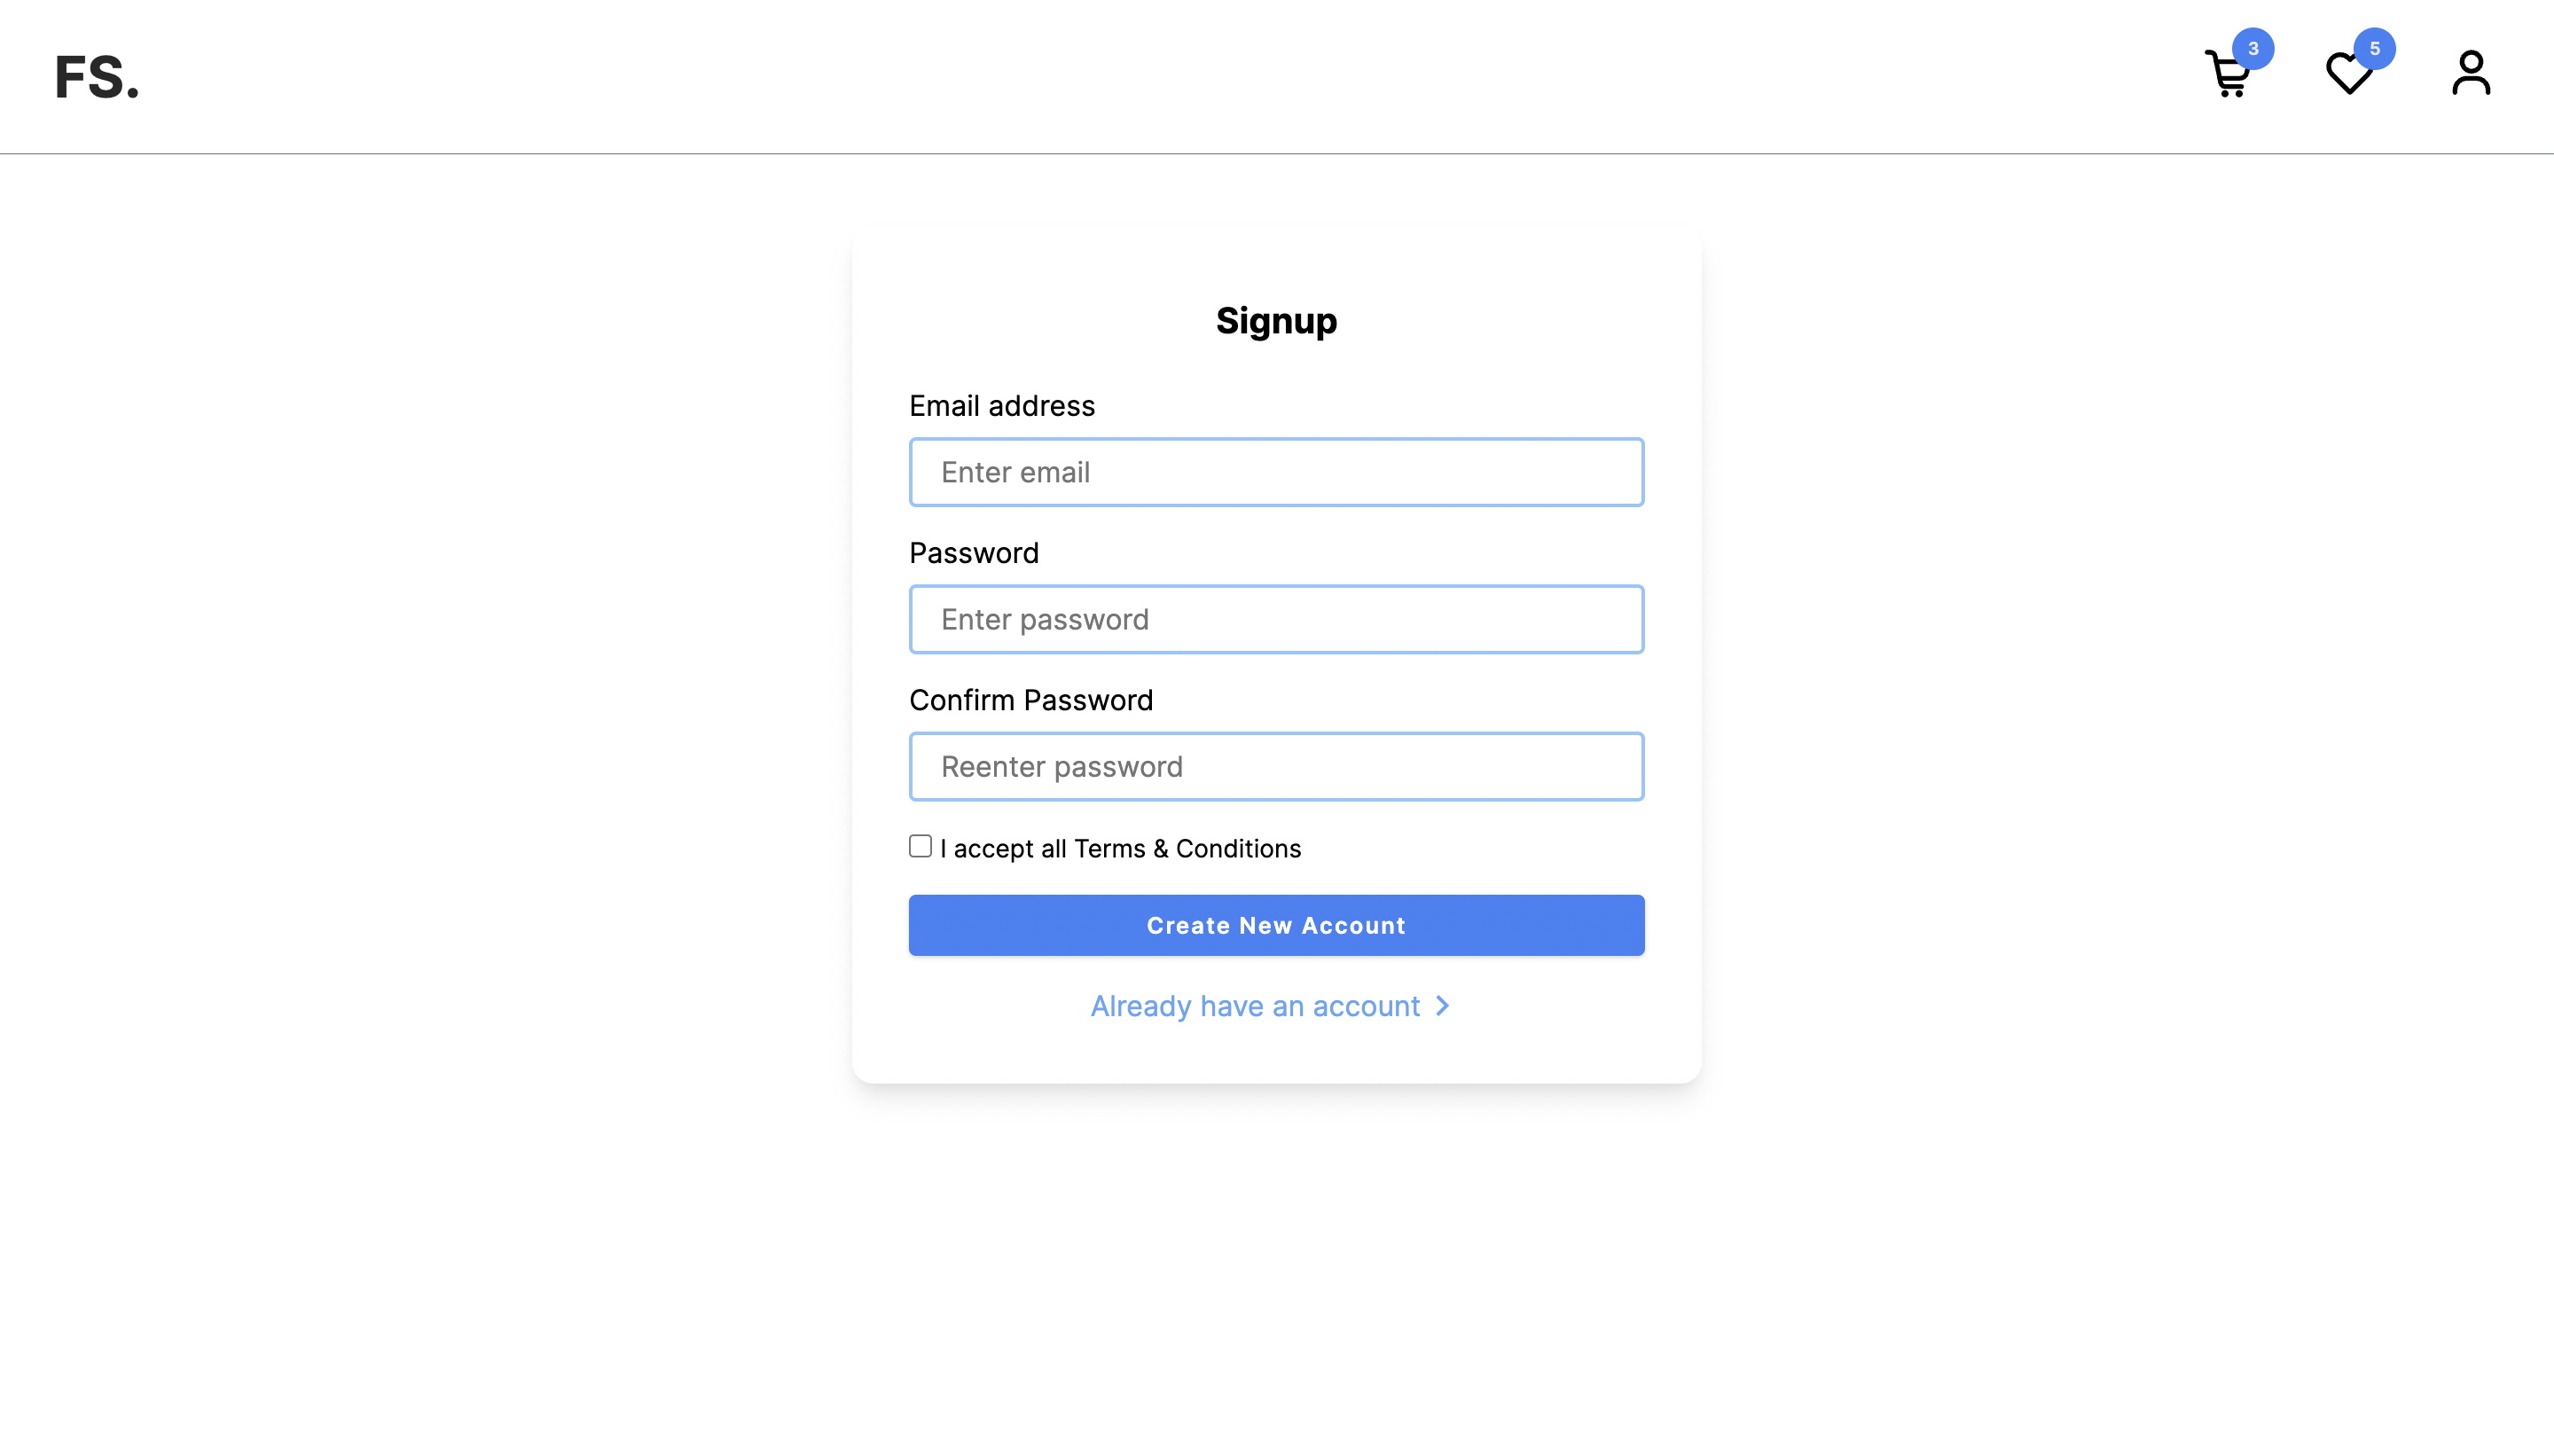 FS.
3
5
Signup
Email address
Enter email
Password
Enter password
Confirm Password
Reenter password
I accept all Terms & Conditions
Create New Account
Already have an account